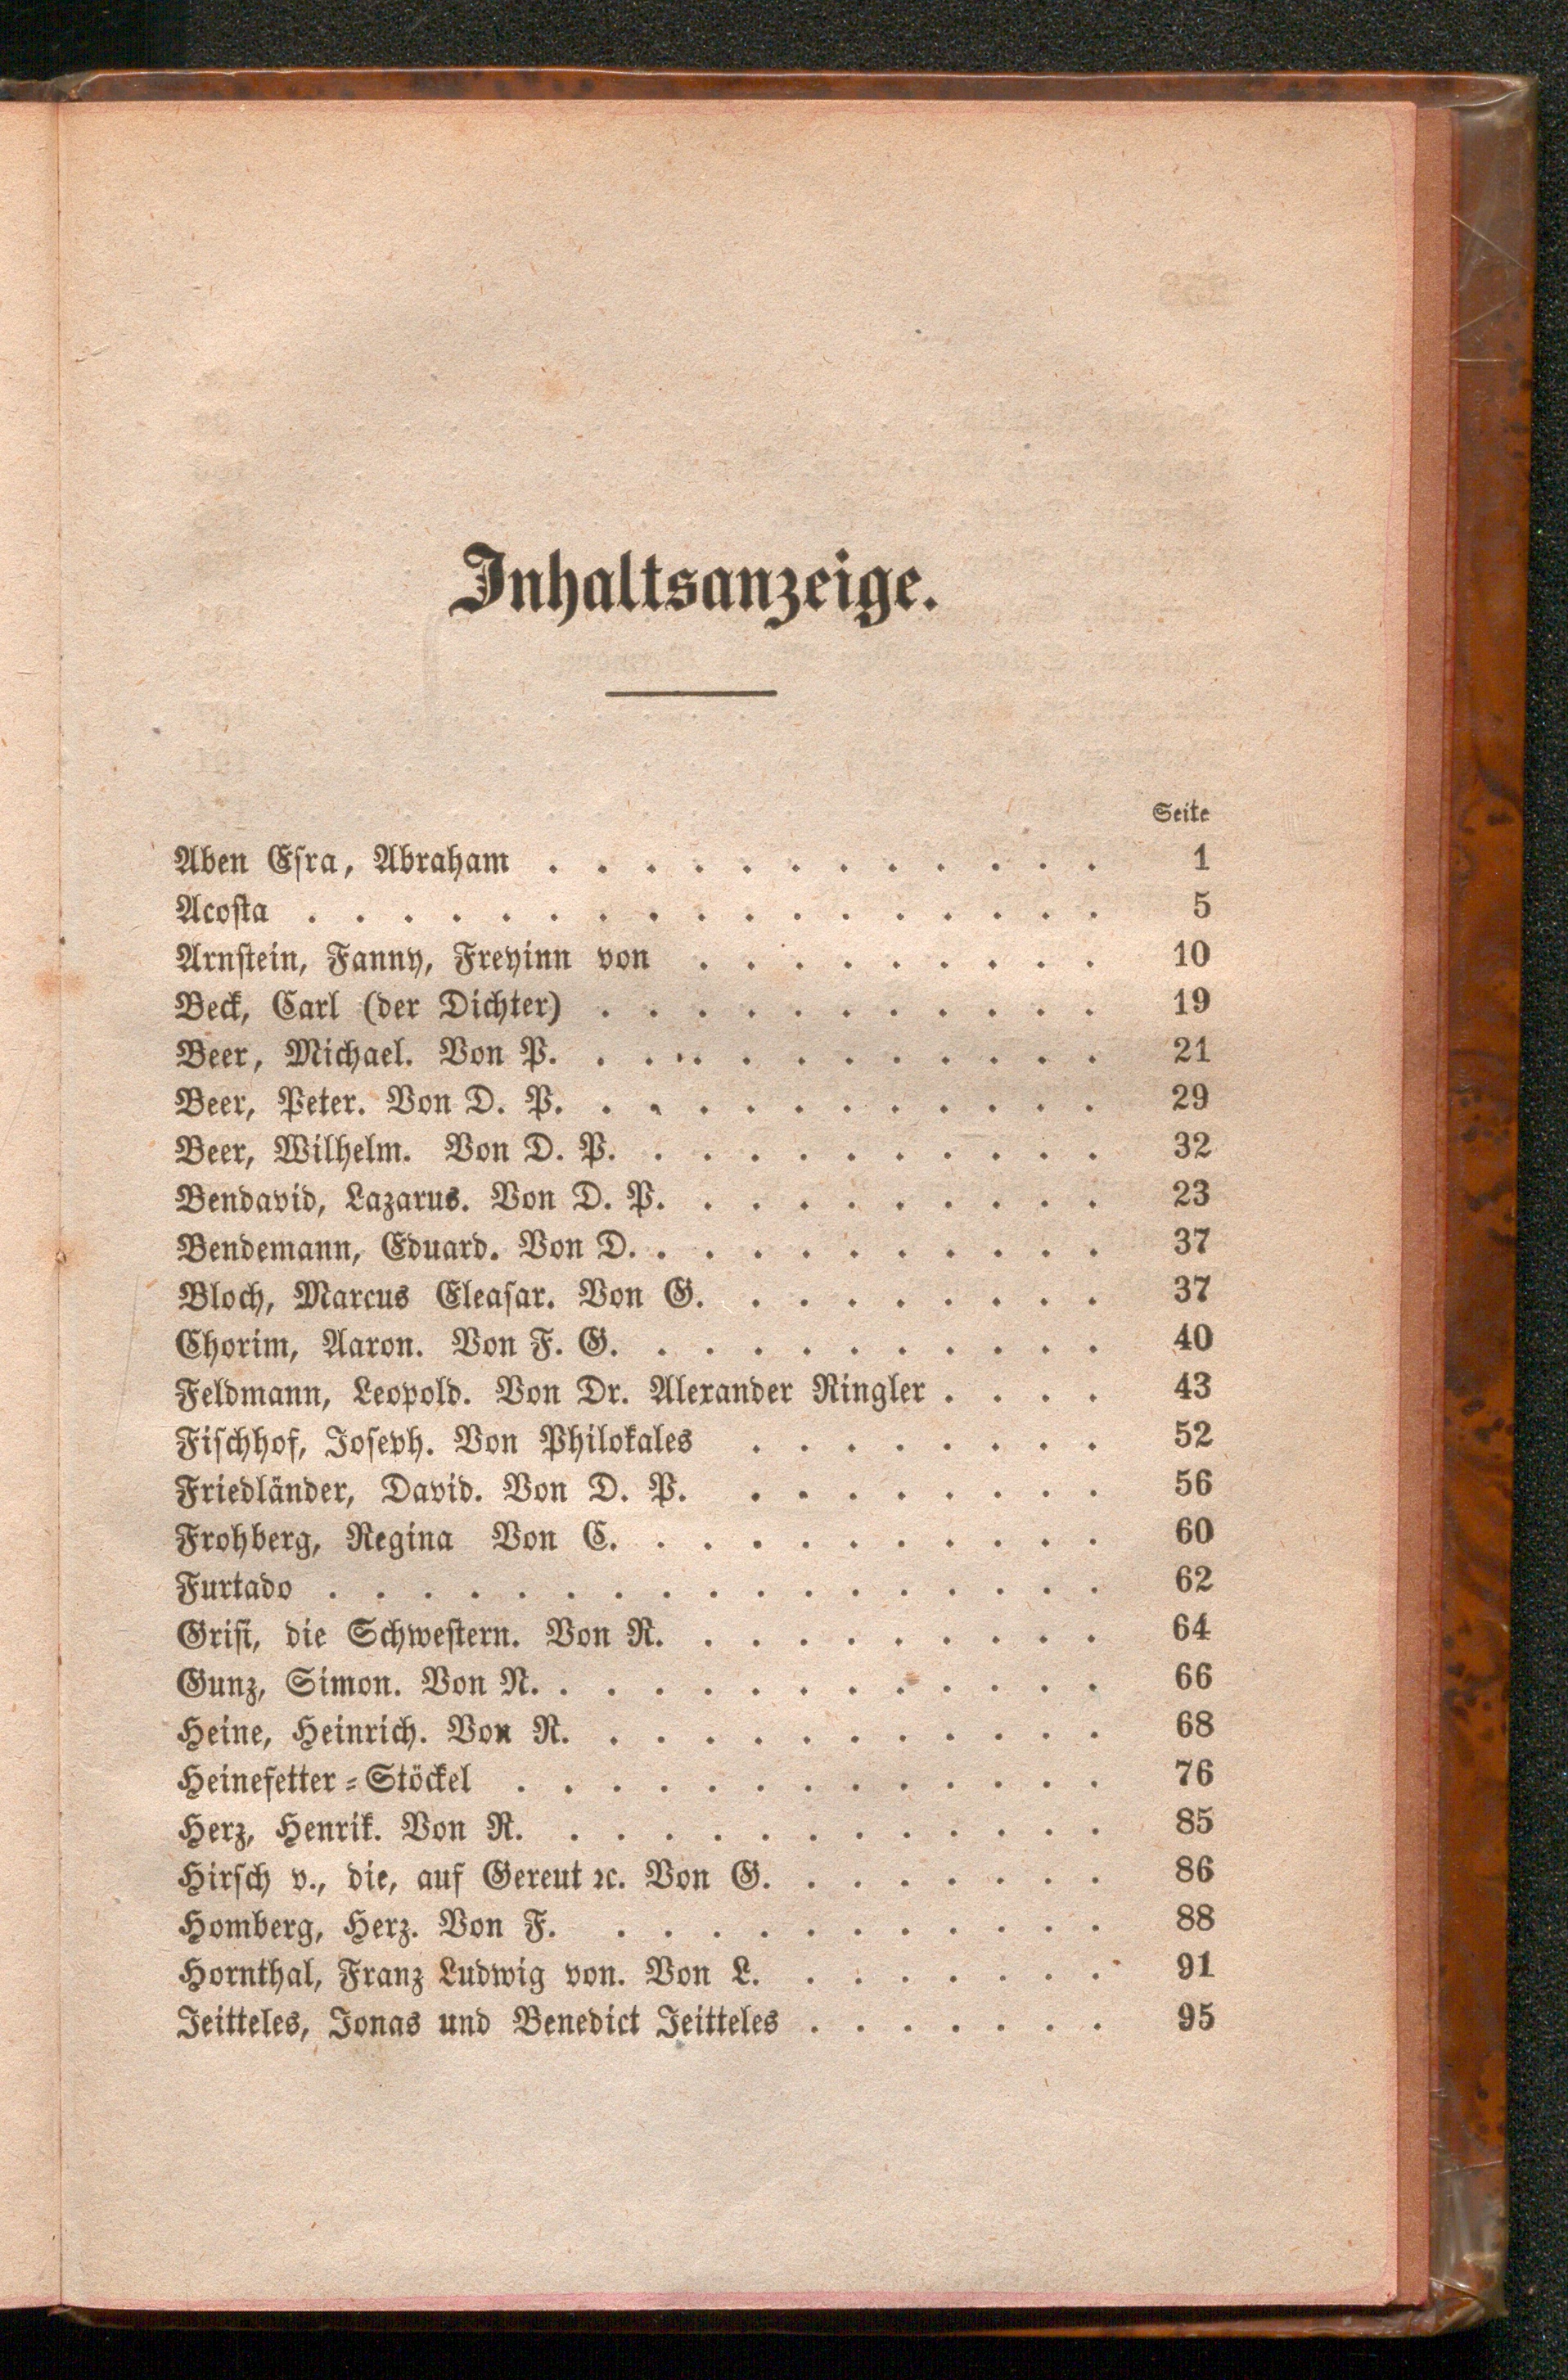 Inhaltsanzeige.
Seite
Aben Esra, Abraham . . . . . . . . . . . . 1
Acosta . . . . . . . . . . . . . . . . . 5
Arnstein, Fanny, Freyinn von . . . . . . . . . 10
Beck, Carl (der Dichter) . . . . . . . . . . . 19
Beer, Michael. Von P. . . . . . . . . . . . . 21
Beer, Peter. Von D. P. . . . . . . . . . . . 29
Beer, Wilhelm. Von D. P. . . . . . . . . . . 32
Bendavid, Lazarus. Von D. P. . . . . . . . . . 23
Bendemann, Eduard. Von D. . . . . . . . . . . 37
Bloch, Marcus Eleasar. Von G. . . . . . . . . 37
Chorim, Aaron. Von F. G. . . . . . . . . . . 40
Feldmann, Leopold. Von Dr. Alexander Ringler . . . . 43
Fischhof, Joseph. Von Philokales . . . . . . . . 52
Friedländer, David. Von D. P. . . . . . . . . 56
Frohberg, Regina Von C. . . . . . . . . . . 60
Furtado . . . . . . . . . . . . . . . . . 62
Grisi, die Schwestern. Von R. . . . . . . . . . 64
Gunz, Simon. Von N. . . . . . . . . . . . . 66
Heine, Heinrich. Von R. . . . . . . . . . . . 68
Heinefetter-Stöckel . . . . . . . . . . . . . 76
Herz, Henrik. Von R. . . . . . . . . . . . . 85
Hirsch v., die, auf Gereut ꝛc. Von G. . . . . . . . 86
Homberg, Herz. Von F. . . . . . . . . . . . 88
Hornthal, Franz Ludwig von. Von L. . . . . . . . 91
Jeitteles, Jonas und Benedict Jeitteles . . . . . . . 95